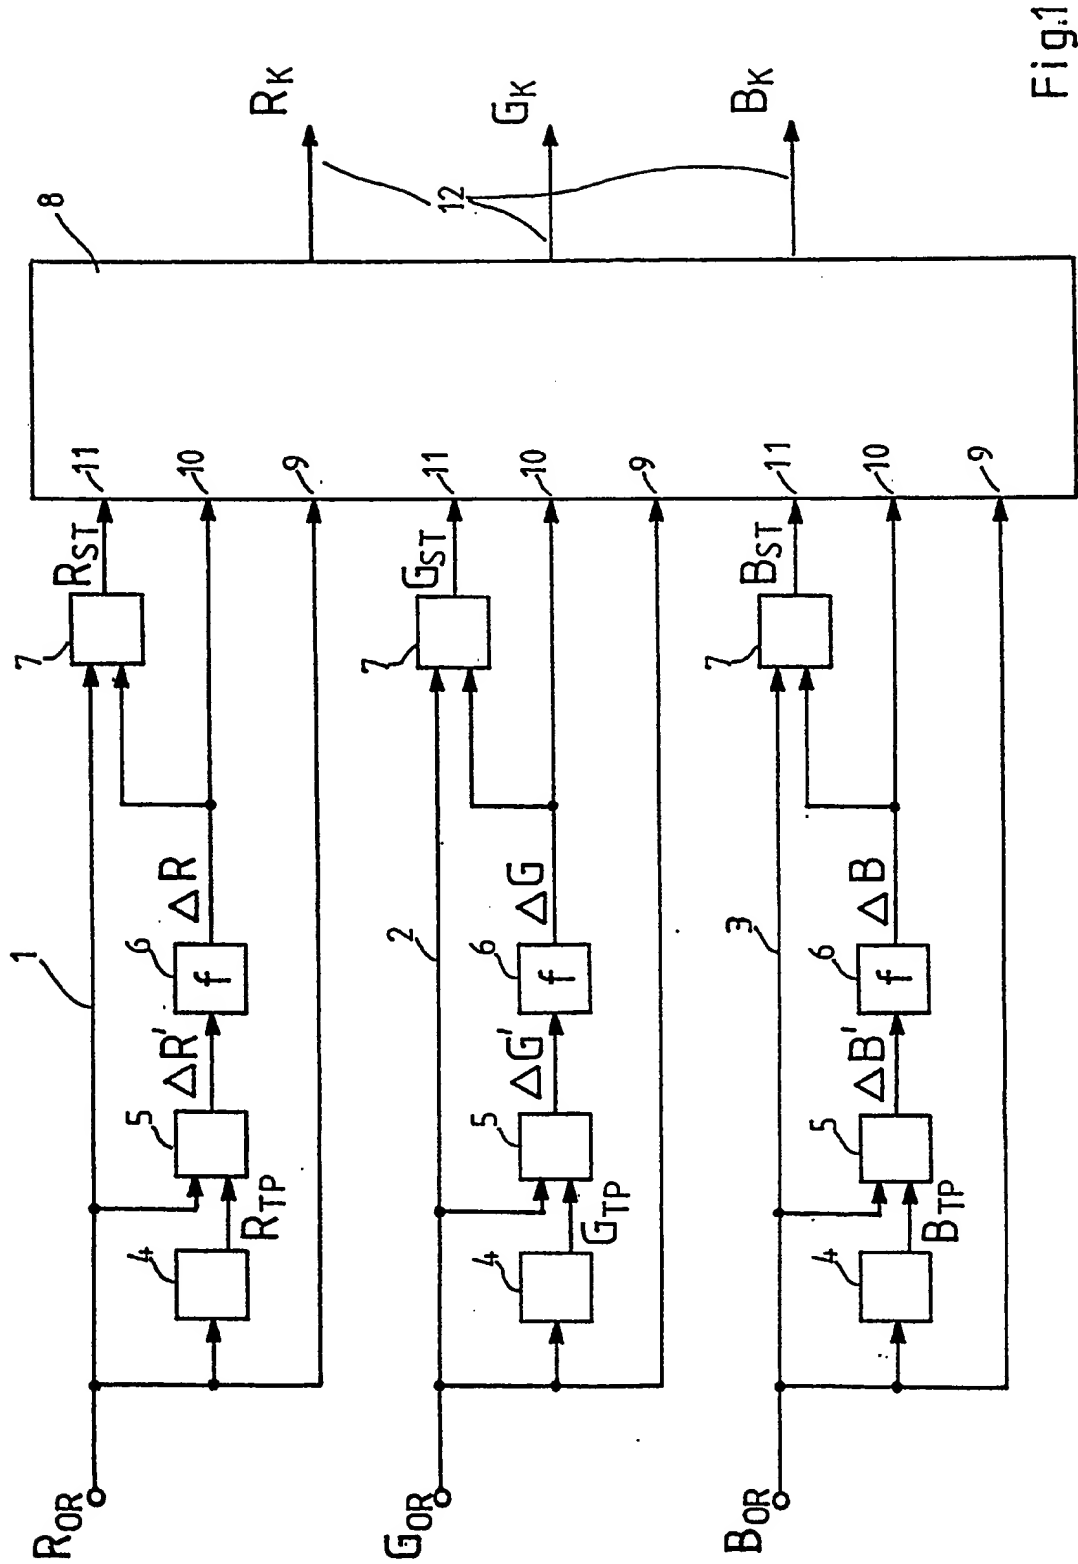 8
R_OR
1
4
R_TP
5
ΔR'
6
f
ΔR
7
R_ST
11
10
9
R_K
G_OR
2
4
G_TP
5
ΔG'
6
f
ΔG
7
G_ST
11
10
9
12
G_K
B_OR
3
4
B_TP
5
ΔB'
6
f
ΔB
7
B_ST
11
10
9
B_K
Fig.1